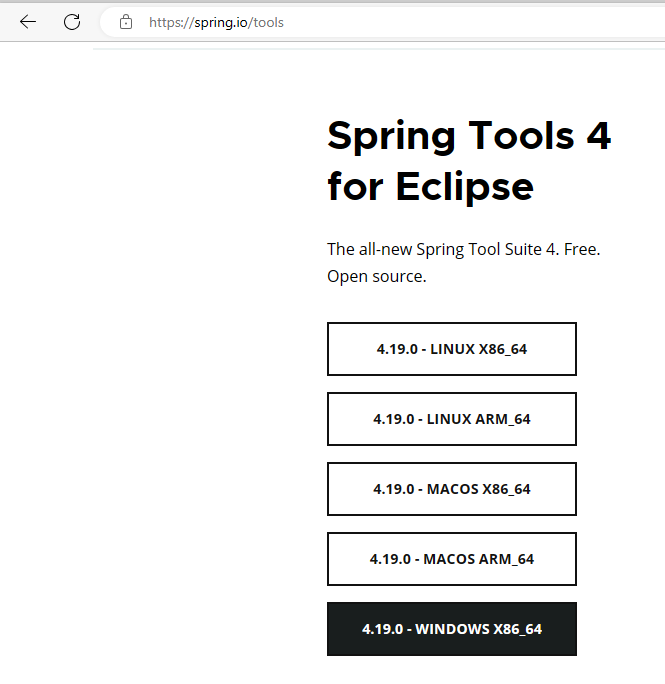 https://spring.io/tools
Spring Tools 4
for Eclipse
The all-new Spring Tool Suite 4. Free.
Open source.
4.19.0 - LINUX X86_64
4.19.0 - LINUX ARM_64
4.19.0 - MACOS X86_64
4.19.0 - MACOS ARM_64
4.19.0 - WINDOWS X86_64